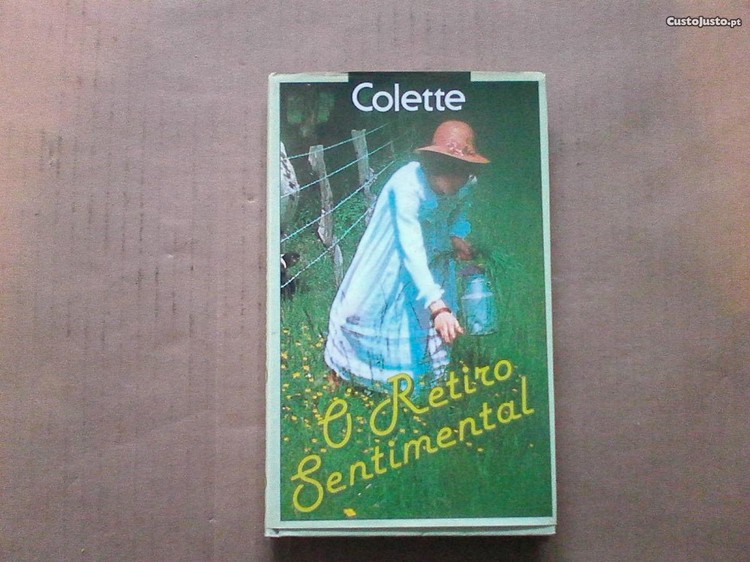 CustoJusto.pt
Colette
O Retiro
Sentimental